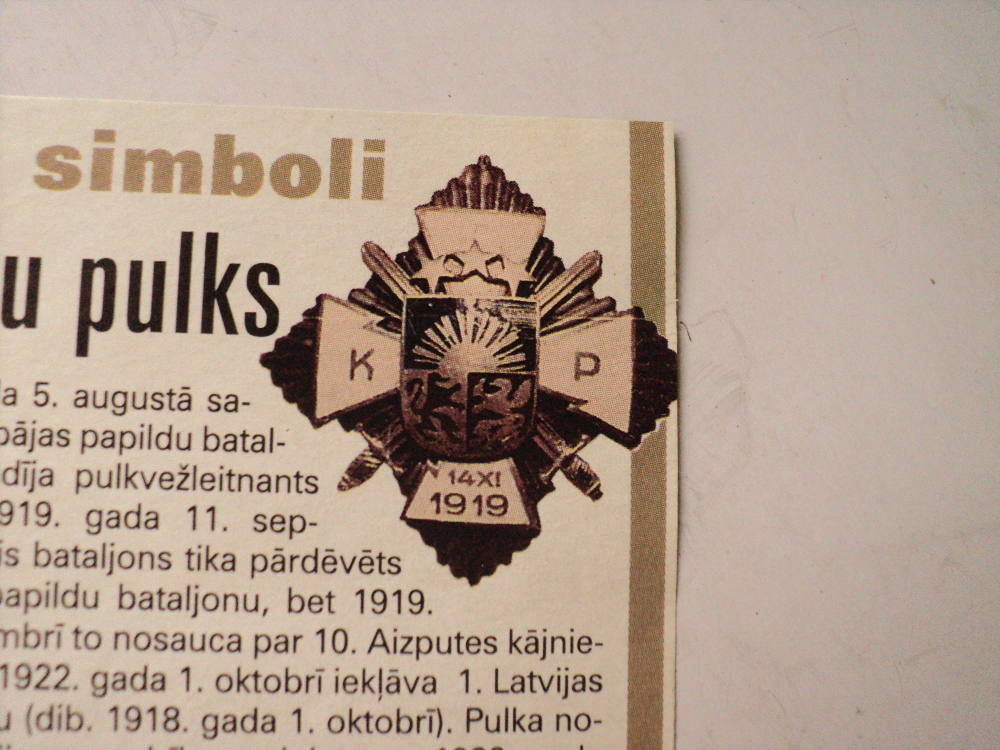 simboli
u pulks
la 5. augustā sa-
pājas papildu batal-
dīja pulkvežleitnants
919. gada 11. sep-
is bataljons tika pārdēvēts
papildu bataljonu, bet 1919.
mbrī to nosauca par 10. Aizputes kājnie-
1922. gada 1. oktobrī iekļāva 1. Latvijas
u (dib. 1918. gada 1. oktobrī). Pulka no-
K
P
14XI
1919